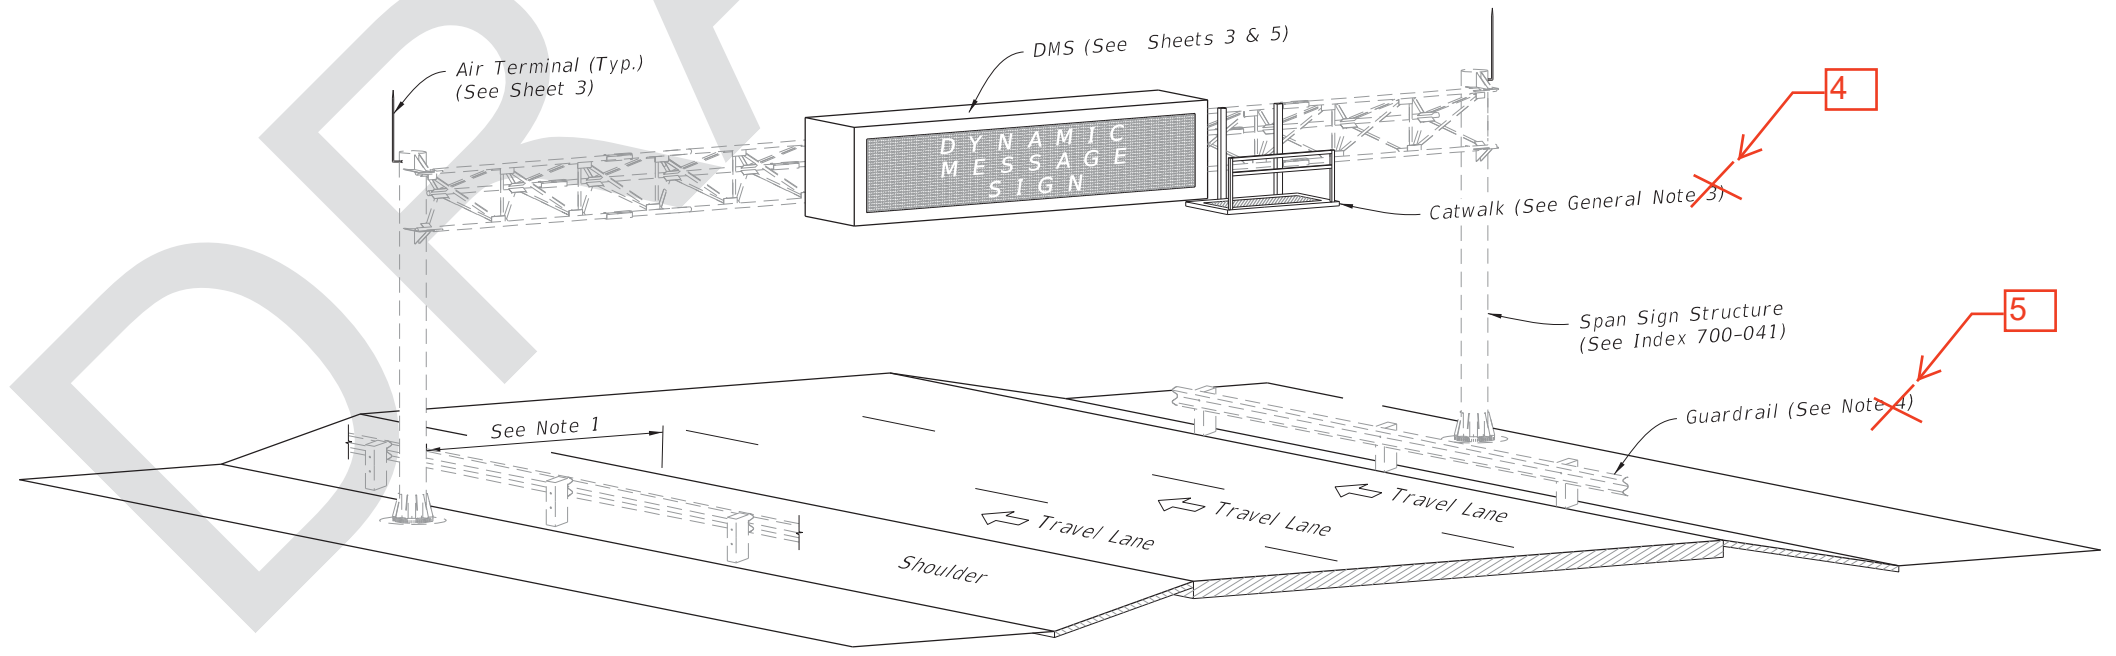 DRA
Air Terminal (Typ.)
(See Sheet 3)
DMS (See Sheets 3 & 5)
DYNAMIC
MESSAGE
SIGN
4
Catwalk (See General Note 3)
5
Span Sign Structure
(See Index 700-041)
Guardrail (See Note 4)
See Note 1
Travel Lane
Travel Lane
Travel Lane
Shoulder